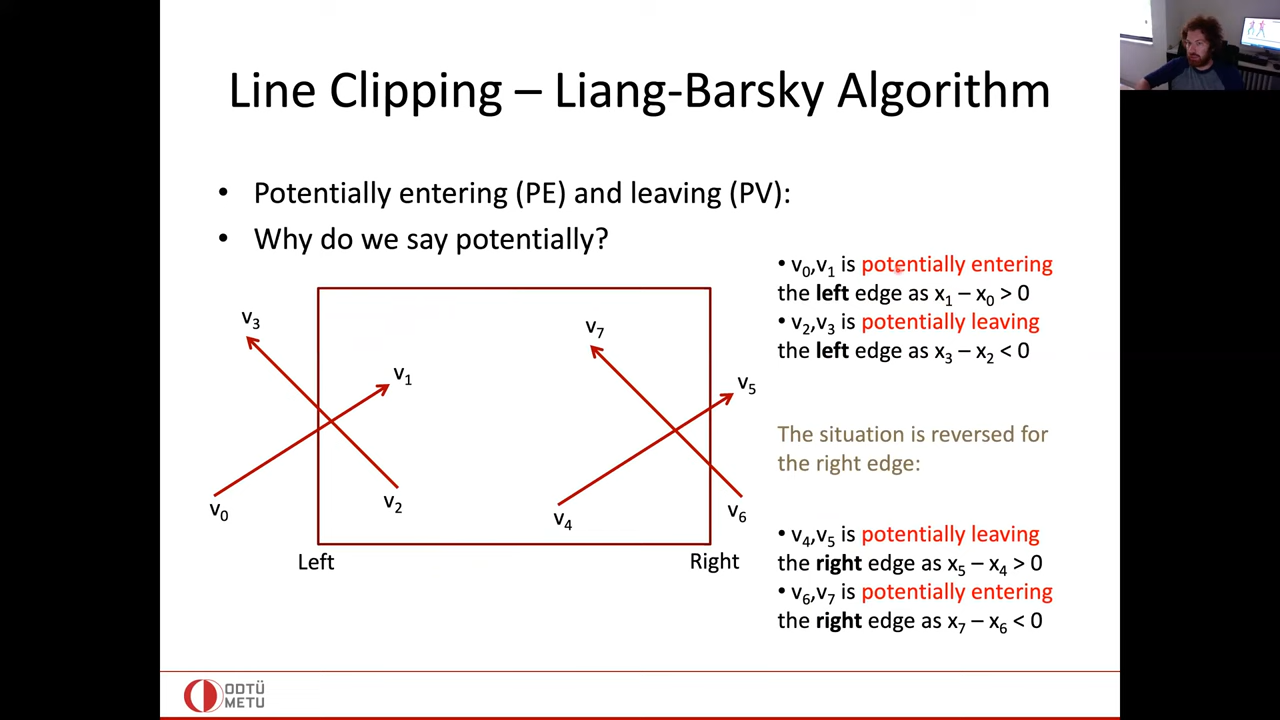 Line Clipping – Liang-Barsky Algorithm
• Potentially entering (PE) and leaving (PV):
• Why do we say potentially?
• v₀,v₁ is potentially entering
the left edge as x₁ – x₀ > 0
• v₂,v₃ is potentially leaving
the left edge as x₃ – x₂ < 0
The situation is reversed for
the right edge:
• v₄,v₅ is potentially leaving
the right edge as x₅ – x₄ > 0
• v₆,v₇ is potentially entering
the right edge as x₇ – x₆ < 0
v₃
v₁
v₀
v₂
v₇
v₅
v₄
v₆
Left
Right
ODTÜ
METU